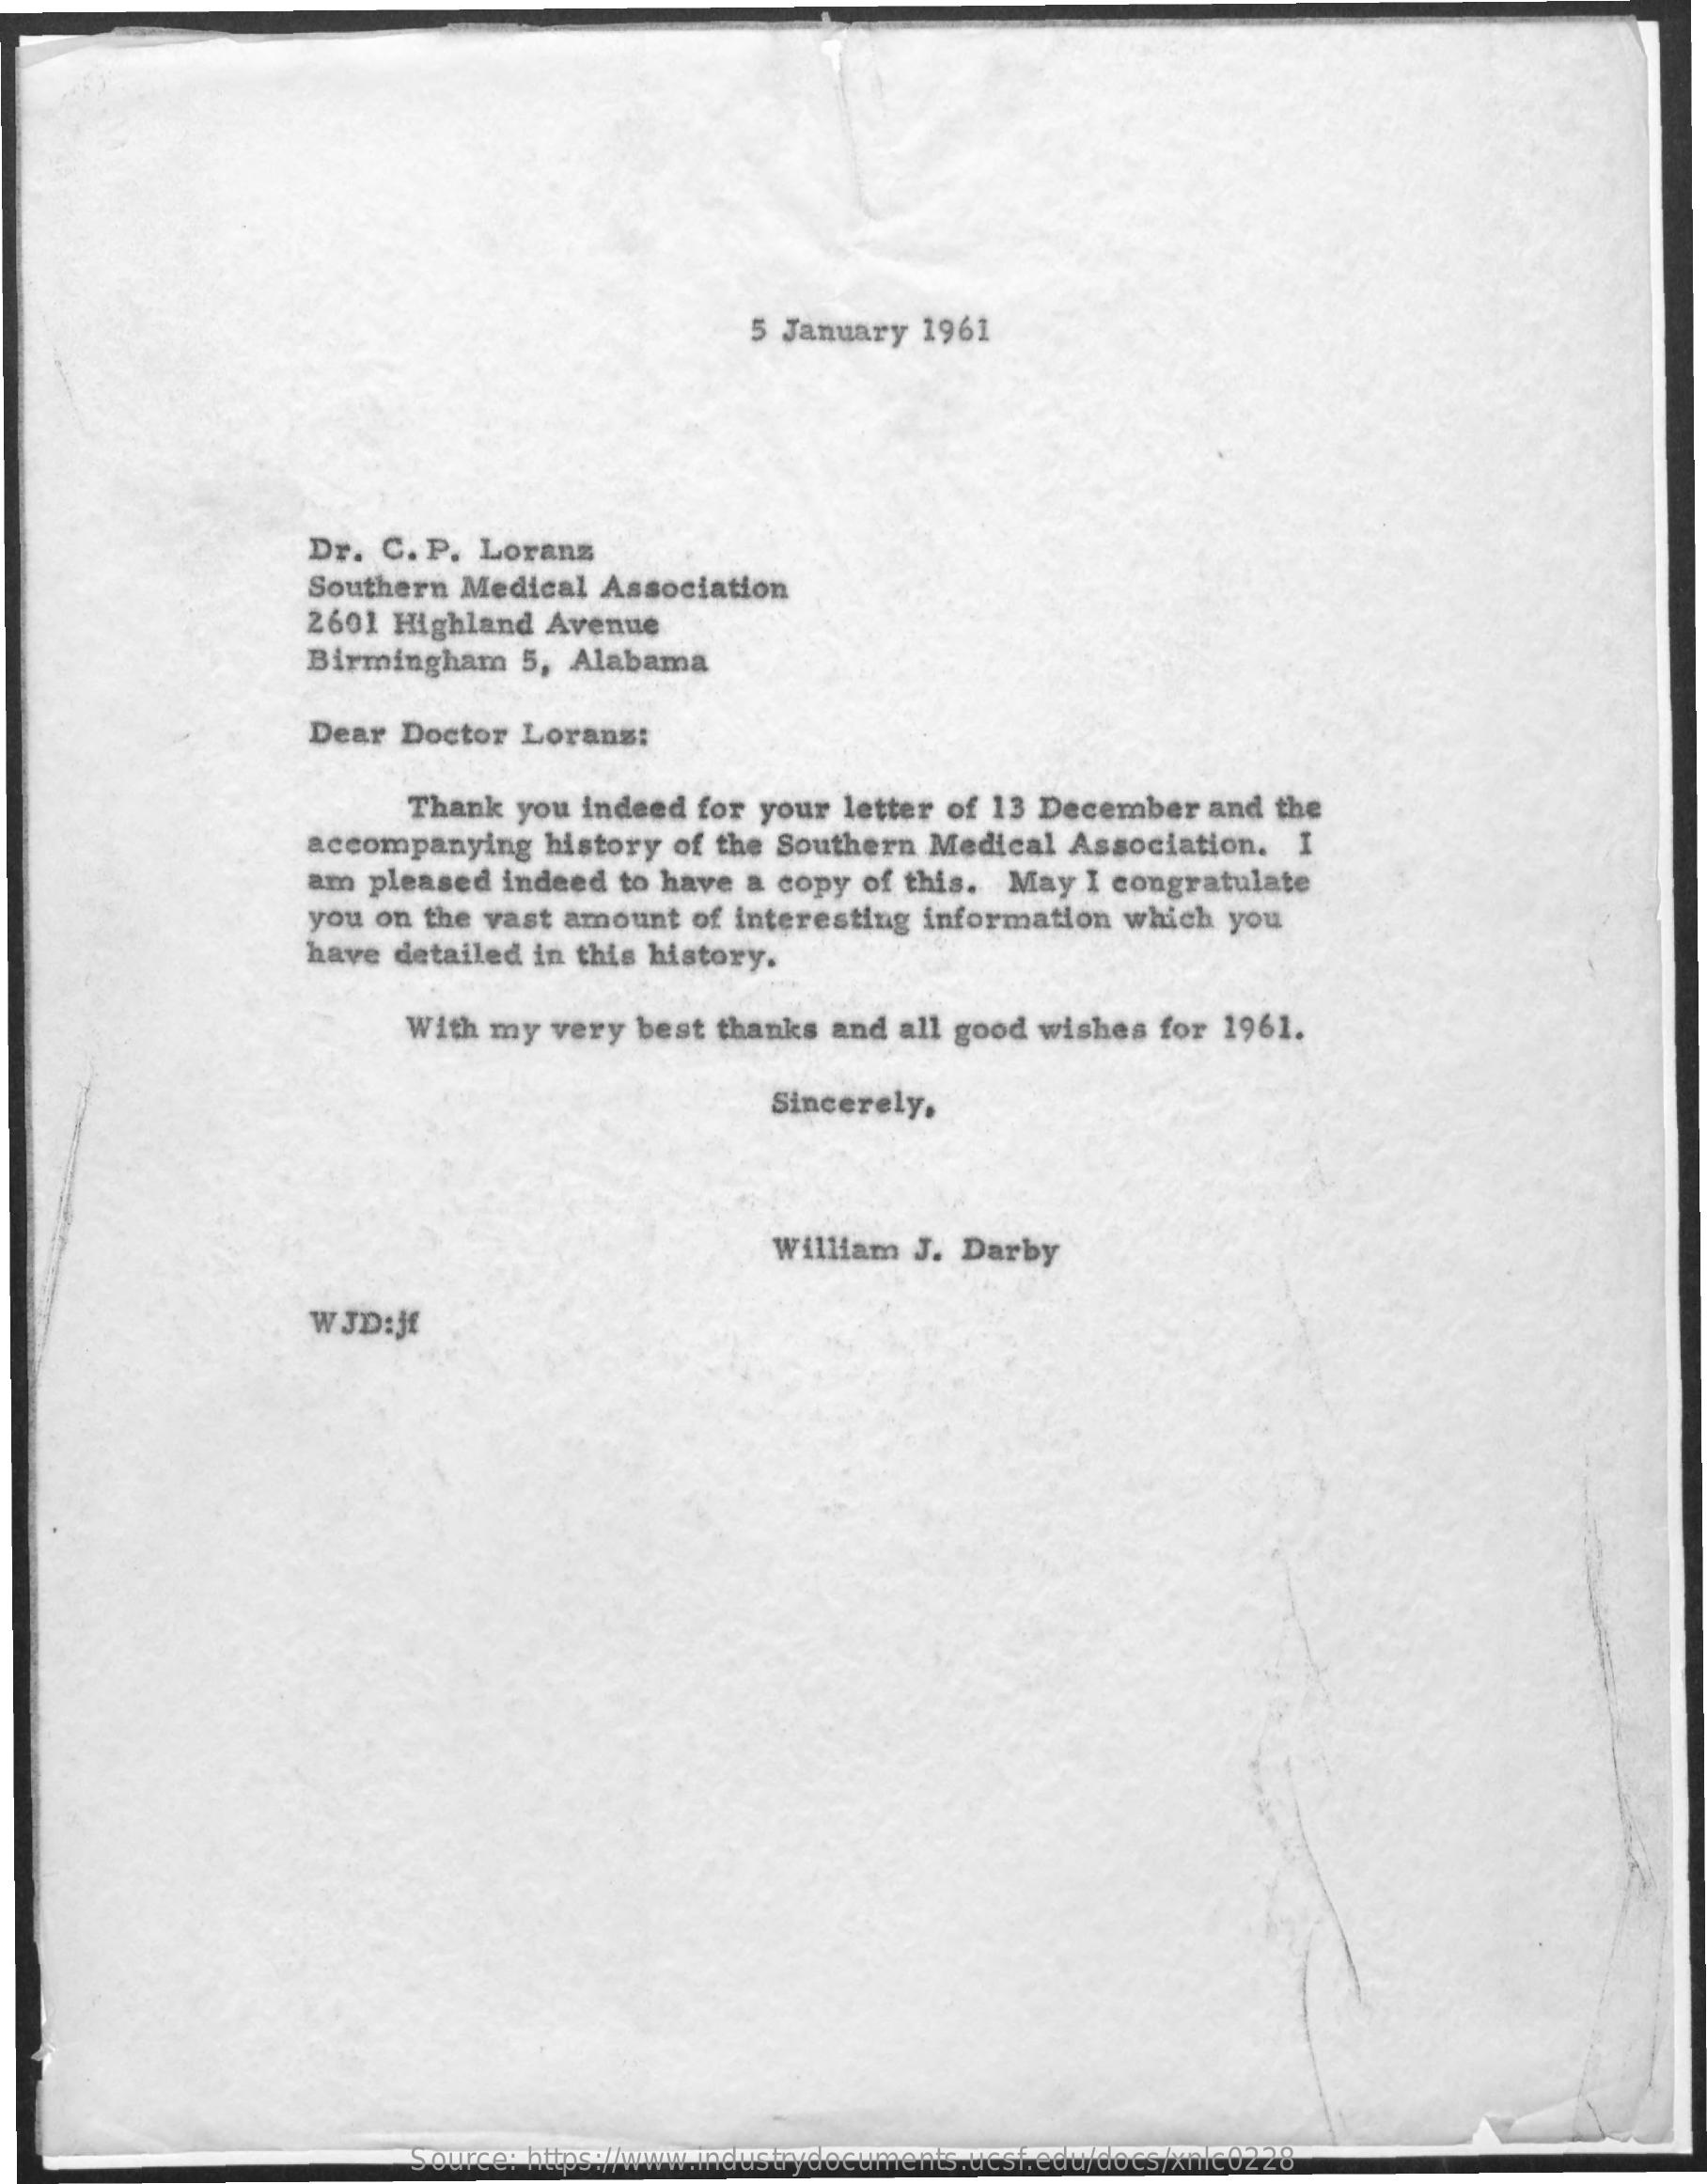 5 January 1961
Dr. C. P. Loranz
Southern Medical Association
2601 Highland Avenue
Birmingham 5, Alabama
Dear Doctor Loranz:
Thank you indeed for your letter of 13 December and the
accompanying history of the Southern Medical Association. I
am pleased indeed to have a copy of this. May I congratulate
you on the vast amount of interesting information which you
have detailed in this history.
With my very best thanks and all good wishes for 1961.
Sincerely,
William J. Darby
WJD:jf
Source: https://www.industrydocuments.ucsf.edu/docs/xnlc0228